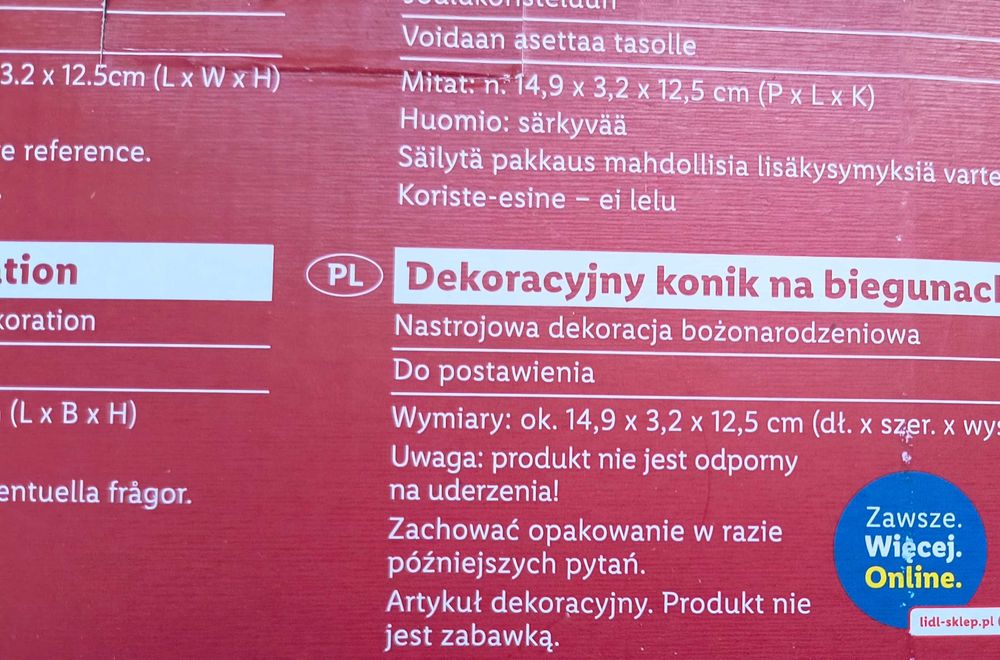 3.2 x 12.5cm (L x W x H)
e reference.
tion
oration
(L x B x H)
entuella frågor.
Voidaan asettaa tasolle
Mitat: n. 14,9 x 3,2 x 12,5 cm (P x L x K)
Huomio: särkyvää
Säilytä pakkaus mahdollisia lisäkysymyksiä varte
Koriste-esine – ei lelu
PL Dekoracyjny konik na biegunach
Nastrojowa dekoracja bożonarodzeniowa
Do postawienia
Wymiary: ok. 14,9 x 3,2 x 12,5 cm (dł. x szer. x wys
Uwaga: produkt nie jest odporny
na uderzenia!
Zachować opakowanie w razie
późniejszych pytań.
Artykuł dekoracyjny. Produkt nie
jest zabawką.
Zawsze.
Więcej.
Online.
lidl-sklep.pl